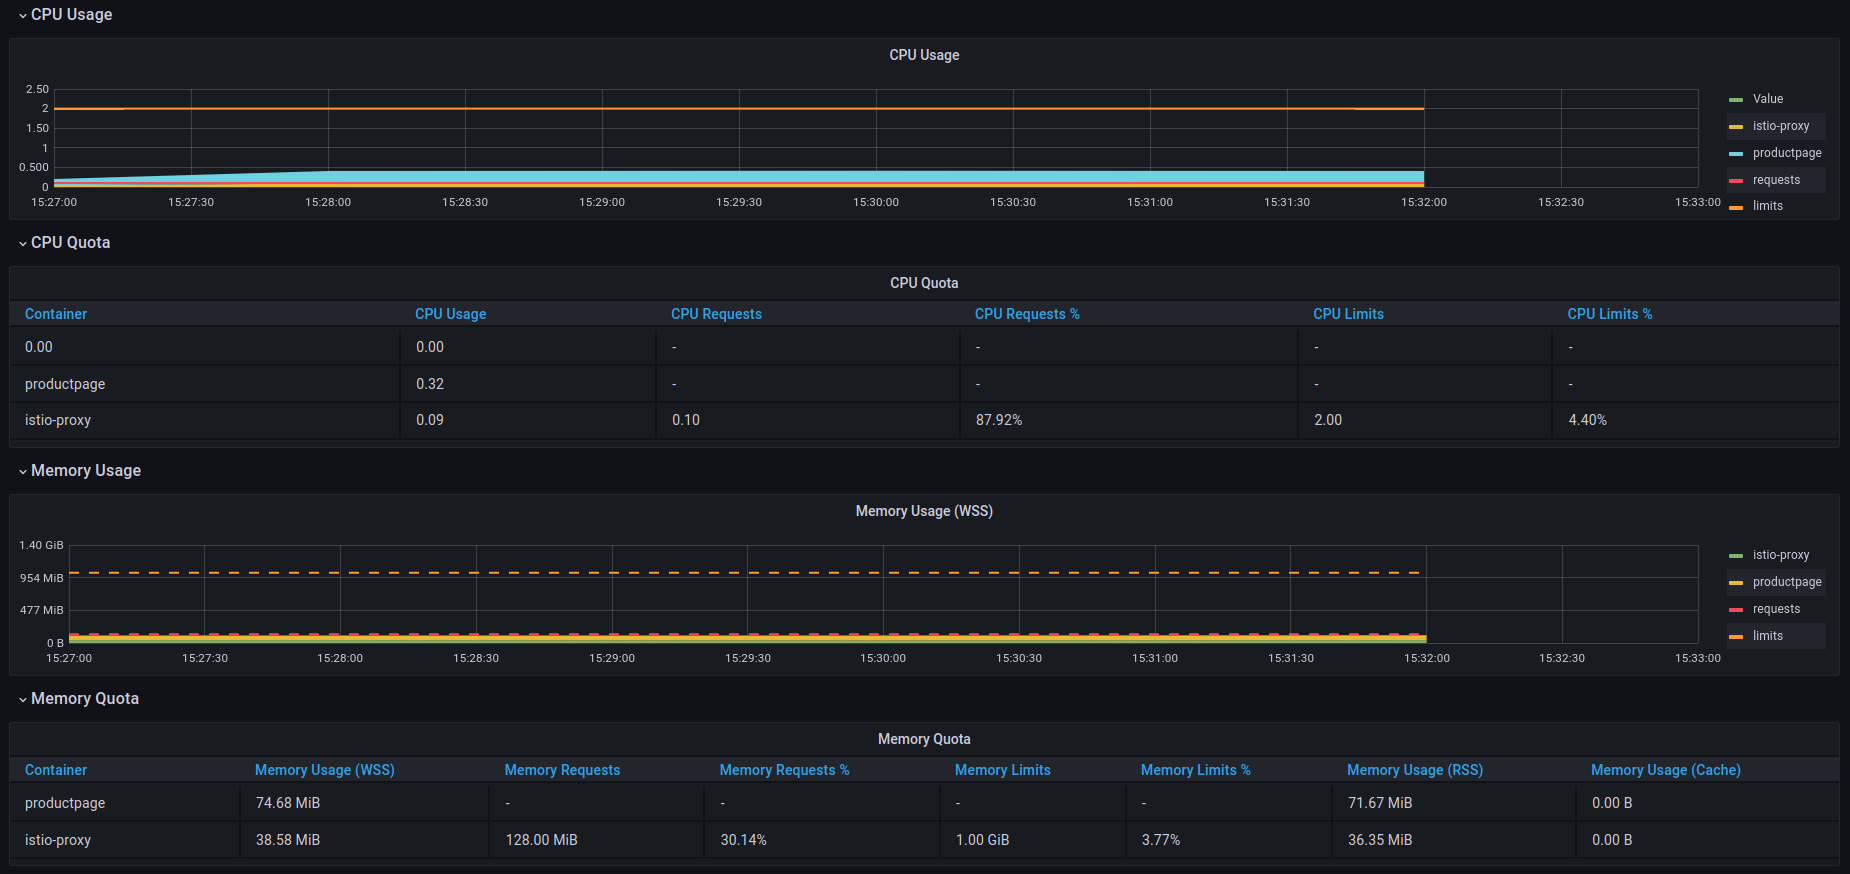 CPU Usage
CPU Usage
2.50
2
1.50
1
0.500
0
15:27:00 15:27:30 15:28:00 15:28:30 15:29:00 15:29:30 15:30:00 15:30:30 15:31:00 15:31:30 15:32:00 15:32:30 15:33:00
Value
istio-proxy
productpage
requests
limits
CPU Quota
CPU Quota
Container CPU Usage CPU Requests CPU Requests % CPU Limits CPU Limits %
0.00 0.00 - - - -
productpage 0.32 - - - -
istio-proxy 0.09 0.10 87.92% 2.00 4.40%
Memory Usage
Memory Usage (WSS)
1.40 GiB
954 MiB
477 MiB
0 B
15:27:00 15:27:30 15:28:00 15:28:30 15:29:00 15:29:30 15:30:00 15:30:30 15:31:00 15:31:30 15:32:00 15:32:30 15:33:00
istio-proxy
productpage
requests
limits
Memory Quota
Memory Quota
Container Memory Usage (WSS) Memory Requests Memory Requests % Memory Limits Memory Limits % Memory Usage (RSS) Memory Usage (Cache)
productpage 74.68 MiB - - - - 71.67 MiB 0.00 B
istio-proxy 38.58 MiB 128.00 MiB 30.14% 1.00 GiB 3.77% 36.35 MiB 0.00 B